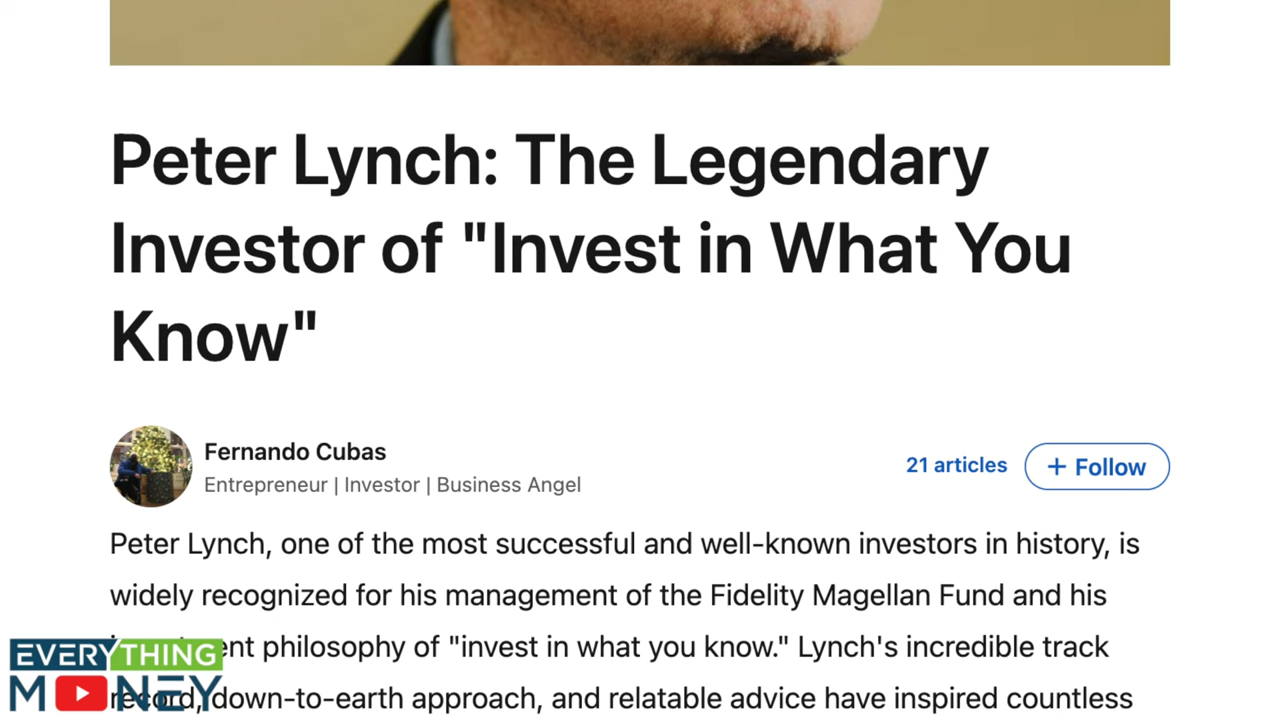 Peter Lynch: The Legendary
Investor of "Invest in What You
Know"
Fernando Cubas
Entrepreneur | Investor | Business Angel
21 articles
+ Follow
Peter Lynch, one of the most successful and well-known investors in history, is
widely recognized for his management of the Fidelity Magellan Fund and his
philosophy of "invest in what you know." Lynch's incredible track
record, down-to-earth approach, and relatable advice have inspired countless
EVERYTHING
MONEY